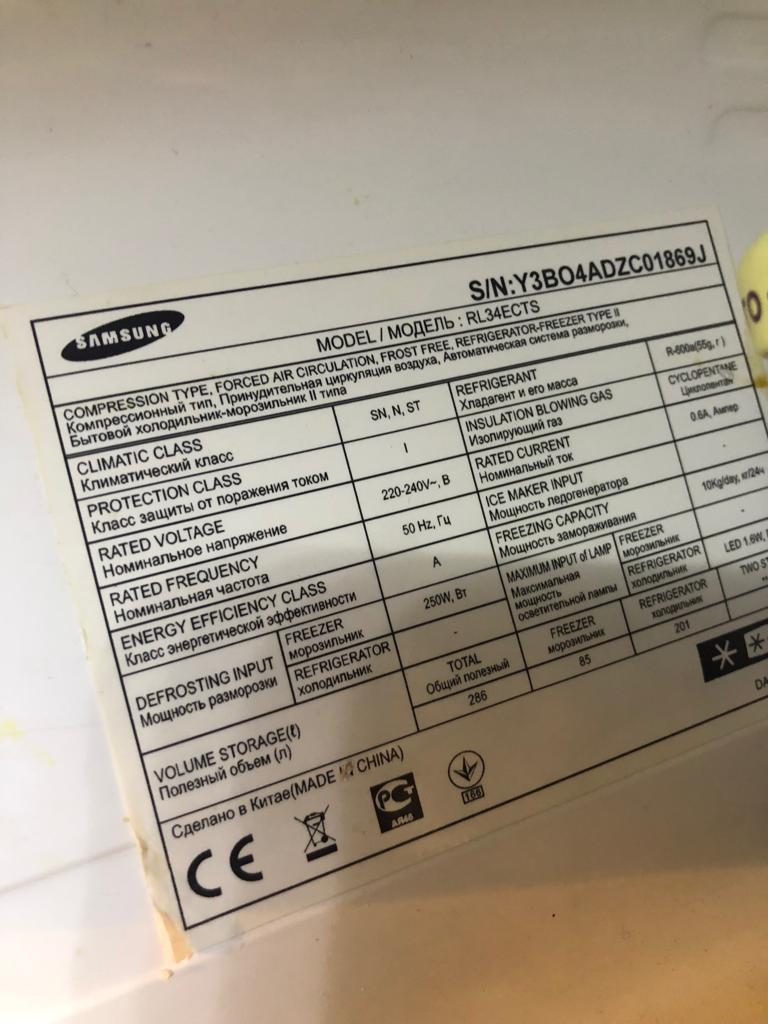 SAMSUNG
S/N:Y3BO4ADZC01869J
MODEL / МОДЕЛЬ : RL34ECTS
COMPRESSION TYPE, FORCED AIR CIRCULATION, FROST FREE, REFRIGERATOR-FREEZER TYPE II
Компрессионный тип, Принудительная циркуляция воздуха, Автоматическая система разморозки,
Бытовой холодильник-морозильник II типа
CLIMATIC CLASS
Климатический класс
SN, N, ST
PROTECTION CLASS
Класс защиты от поражения током
I
RATED VOLTAGE
Номинальное напряжение
220-240V~, В
RATED FREQUENCY
Номинальная частота
50 Hz, Гц
ENERGY EFFICIENCY CLASS
Класс энергетической эффективности
A
DEFROSTING INPUT
Мощность разморозки
FREEZER
морозильник
250W, Вт
REFRIGERATOR
холодильник
-
REFRIGERANT
Хладагент и его масса
R-600a(55g, г )
INSULATION BLOWING GAS
Изолирующий газ
CYCLOPENTANE
Циклопентан
RATED CURRENT
Номинальный ток
0.6A, Ампер
ICE MAKER INPUT
Мощность ледогенератора
-
FREEZING CAPACITY
Мощность замораживания
10Kg/day, кг/24ч
MAXIMUM INPUT of LAMP
Максимальная
мощность
осветительной лампы
FREEZER
морозильник
-
REFRIGERATOR
холодильник
LED 1.6W,
VOLUME STORAGE(ℓ)
Полезный объем (л)
TOTAL
Общий полезный
286
FREEZER
морозильник
85
REFRIGERATOR
холодильник
201
TWO
**
Сделано в Китае(MADE IN CHINA)
CE
РСТ
АЯ46
166